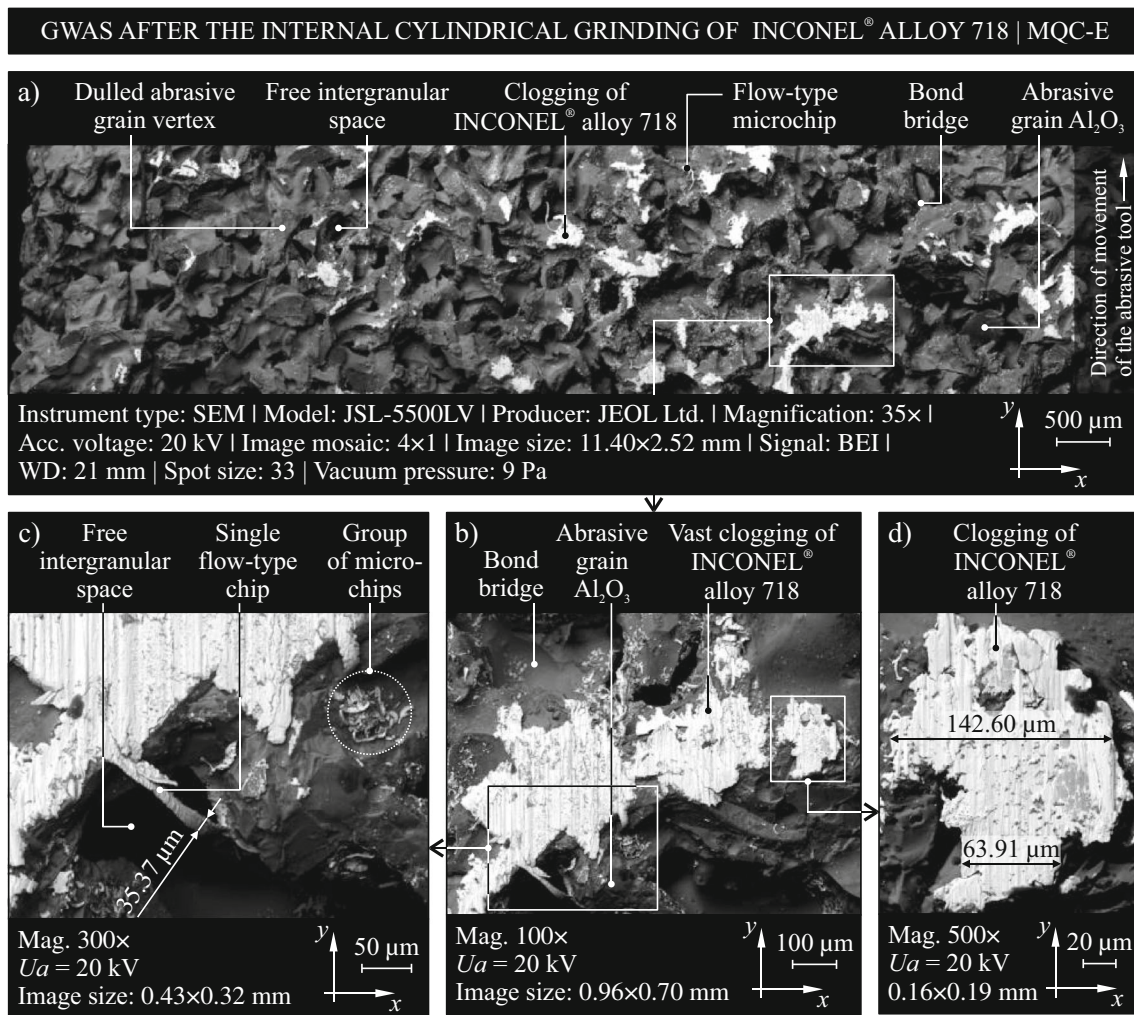 GWAS AFTER THE INTERNAL CYLINDRICAL GRINDING OF INCONEL® ALLOY 718 | MQC-E
a)
Dulled abrasive
grain vertex
Free intergranular
space
Clogging of
INCONEL® alloy 718
Flow-type
microchip
Bond
bridge
Abrasive
grain Al₂O₃
Direction of movement
of the abrasive tool
Instrument type: SEM | Model: JSL-5500LV | Producer: JEOL Ltd. | Magnification: 35× |
Acc. voltage: 20 kV | Image mosaic: 4×1 | Image size: 11.40×2.52 mm | Signal: BEI |
WD: 21 mm | Spot size: 33 | Vacuum pressure: 9 Pa
y
x
500 µm
c)
Free
intergranular
space
Single
flow-type
chip
Group
of micro-
chips
35.37 µm
Mag. 300×
Ua = 20 kV
Image size: 0.43×0.32 mm
y
x
50 µm
b)
Bond
bridge
Abrasive
grain
Al₂O₃
Vast clogging of
INCONEL®
alloy 718
Mag. 100×
Ua = 20 kV
Image size: 0.96×0.70 mm
y
x
100 µm
d)
Clogging of
INCONEL®
alloy 718
142.60 µm
63.91 µm
Mag. 500×
Ua = 20 kV
0.16×0.19 mm
y
x
20 µm